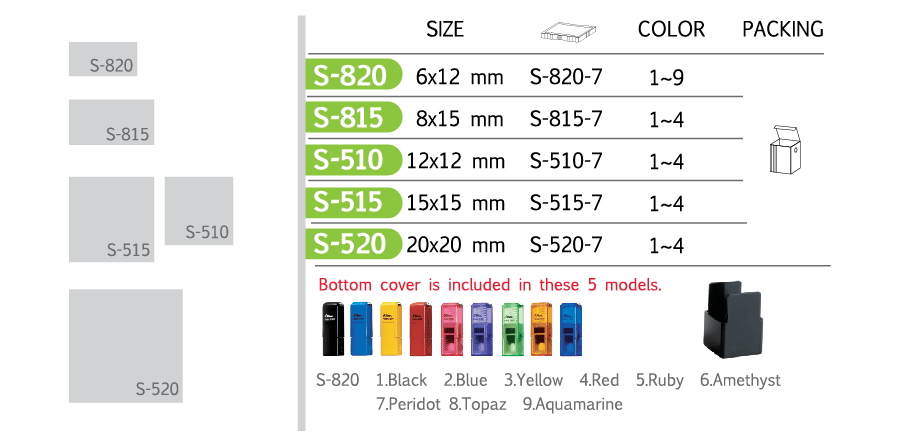 SIZE COLOR PACKING
S-820
S-820 6x12 mm S-820-7 1~9
S-815
S-815 8x15 mm S-815-7 1~4
S-510 12x12 mm S-510-7 1~4
S-515 15x15 mm S-515-7 1~4
S-510
S-515
S-520 20x20 mm S-520-7 1~4
Bottom cover is included in these 5 models.
S-520
S-820 1.Black 2.Blue 3.Yellow 4.Red 5.Ruby 6.Amethyst
7.Peridot 8.Topaz 9.Aquamarine